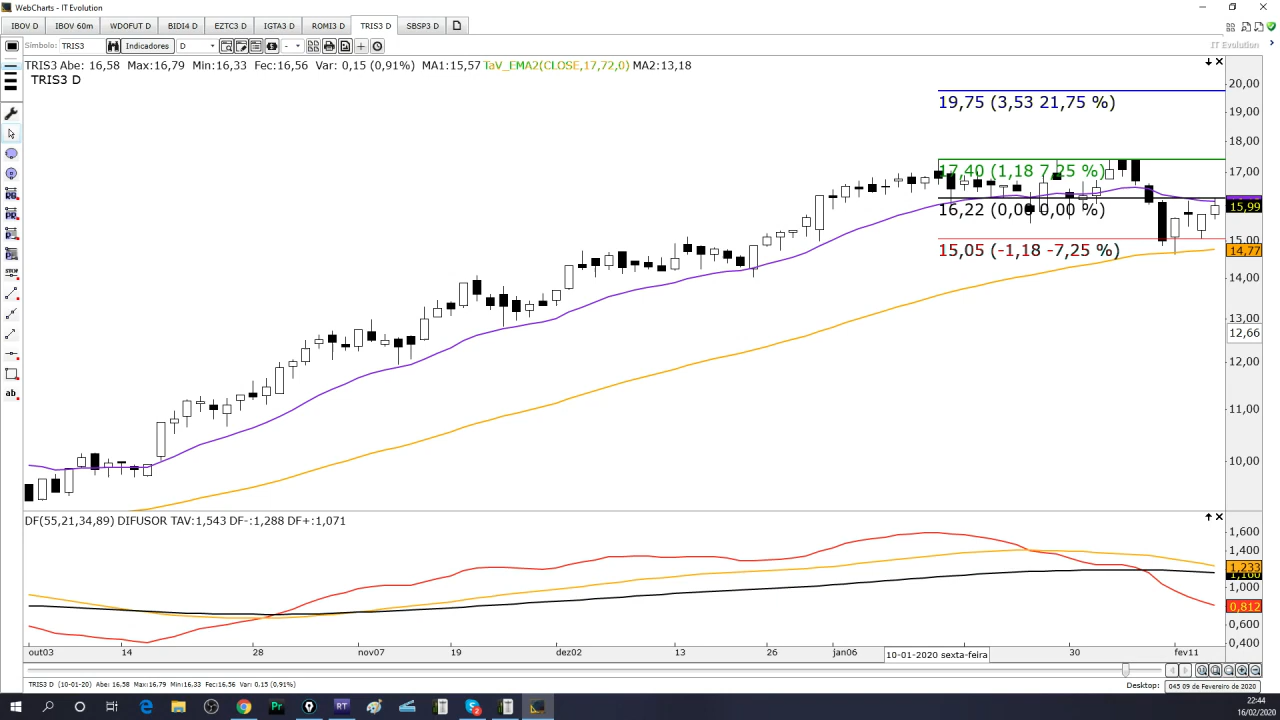 WebCharts - IT Evolution
IBOV D IBOV 60m WDOFUT D BIDI4 D EZTC3 D IGTA3 D ROMI3 D TRIS3 D SBSP3 D
Símbolo: TRIS3 Indicadores D
IT Evolution
TRIS3 Abe: 16,58 Max:16,79 Min:16,33 Fec:16,56 Var: 0,15 (0,91%) MA1:15,57 TaV_EMA2(CLOSE,17,72,0) MA2:13,18
TRIS3 D
20,00
19,75 (3,53 21,75 %)
19,00
18,00
17,40 (1,18 7,25 %)
17,00
16,22 (0,00 0,00 %)
15,99
15,00
15,05 (-1,18 -7,25 %)
14,77
14,00
13,00
12,66
12,00
11,00
10,00
DF(55,21,34,89) DIFUSOR TAV:1,543 DF-:1,288 DF+:1,071
1,600
1,400
1,233
1,100
1,000
0,812
0,600
0,400
out03 14 28 nov07 19 dez02 13 26 jan06 10-01-2020 sexta-feira 30 fev11
TRIS3 D (10-01-20) Abe: 16,58 Max:16,79 Min:16,33 Fec:16,56 Var: 0,15 (0,91%)
Desktop: 045 09 de Fevereiro de 2020
ab
22:44
16/02/2020